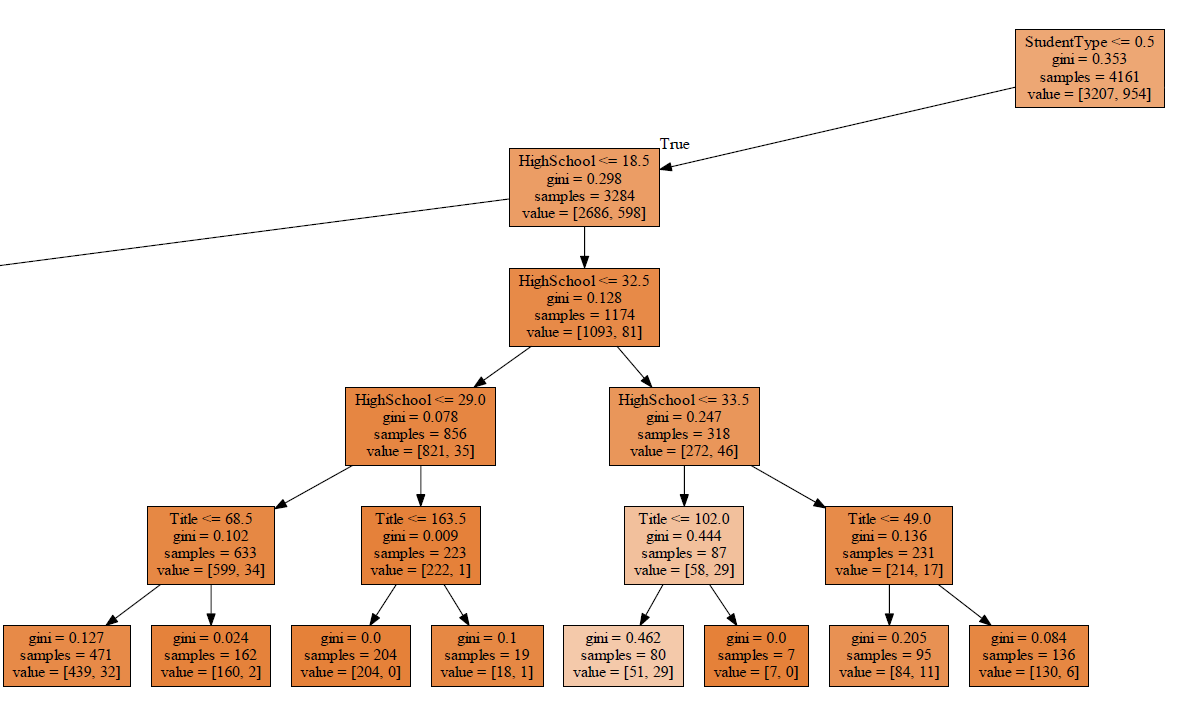 StudentType <= 0.5
gini = 0.353
samples = 4161
value = [3207, 954]
True
HighSchool <= 18.5
gini = 0.298
samples = 3284
value = [2686, 598]
HighSchool <= 32.5
gini = 0.128
samples = 1174
value = [1093, 81]
HighSchool <= 29.0
gini = 0.078
samples = 856
value = [821, 35]
HighSchool <= 33.5
gini = 0.247
samples = 318
value = [272, 46]
Title <= 68.5
gini = 0.102
samples = 633
value = [599, 34]
Title <= 163.5
gini = 0.009
samples = 223
value = [222, 1]
Title <= 102.0
gini = 0.444
samples = 87
value = [58, 29]
Title <= 49.0
gini = 0.136
samples = 231
value = [214, 17]
gini = 0.127
samples = 471
value = [439, 32]
gini = 0.024
samples = 162
value = [160, 2]
gini = 0.0
samples = 204
value = [204, 0]
gini = 0.1
samples = 19
value = [18, 1]
gini = 0.462
samples = 80
value = [51, 29]
gini = 0.0
samples = 7
value = [7, 0]
gini = 0.205
samples = 95
value = [84, 11]
gini = 0.084
samples = 136
value = [130, 6]